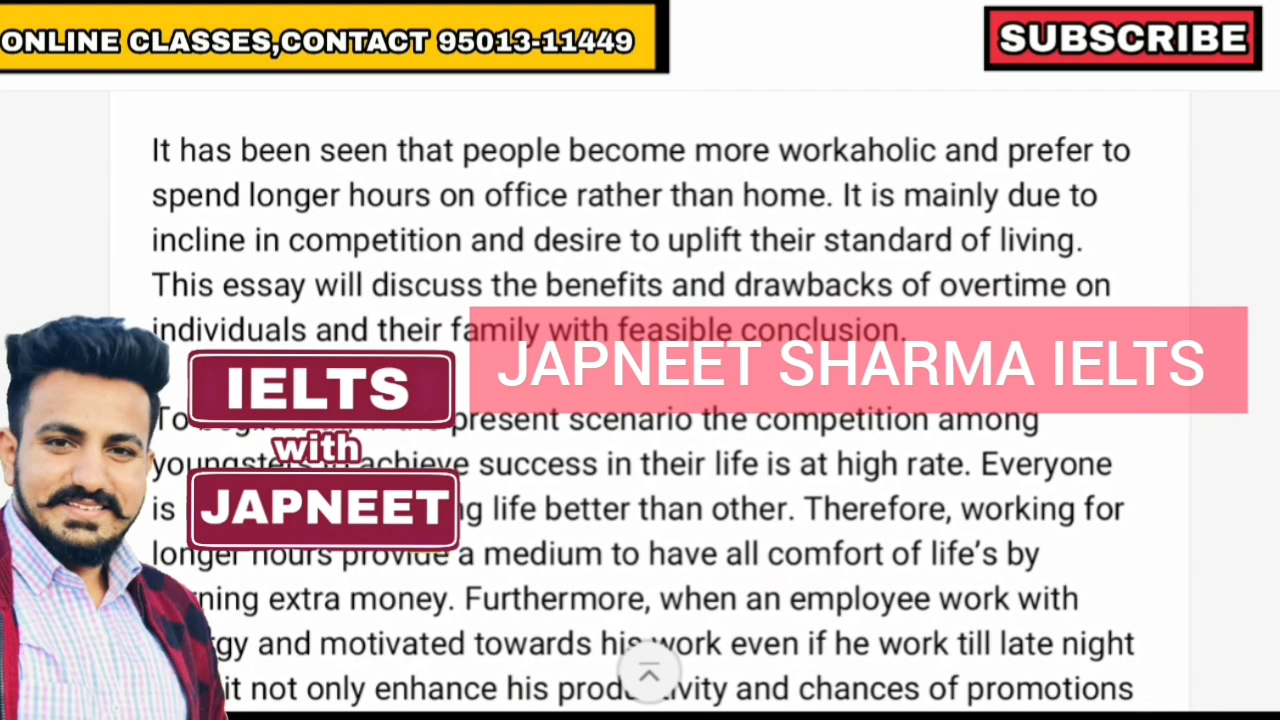 ONLINE CLASSES,CONTACT 95013-11449
SUBSCRIBE
It has been seen that people become more workaholic and prefer to
spend longer hours on office rather than home. It is mainly due to
incline in competition and desire to uplift their standard of living.
This essay will discuss the benefits and drawbacks of overtime on
individuals and their family with feasible conclusion.
JAPNEET SHARMA IELTS
IELTS
with
JAPNEET
To present scenario the competition among
achieve success in their life is at high rate. Everyone
is life better than other. Therefore, working for
longer hours provide a medium to have all comfort of life's by
extra money. Furthermore, when an employee work with
and motivated towards his work even if he work till late night
it not only enhance his and chances of promotions